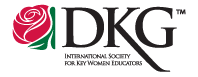 DKG™
INTERNATIONAL SOCIETY
FOR KEY WOMEN EDUCATORS